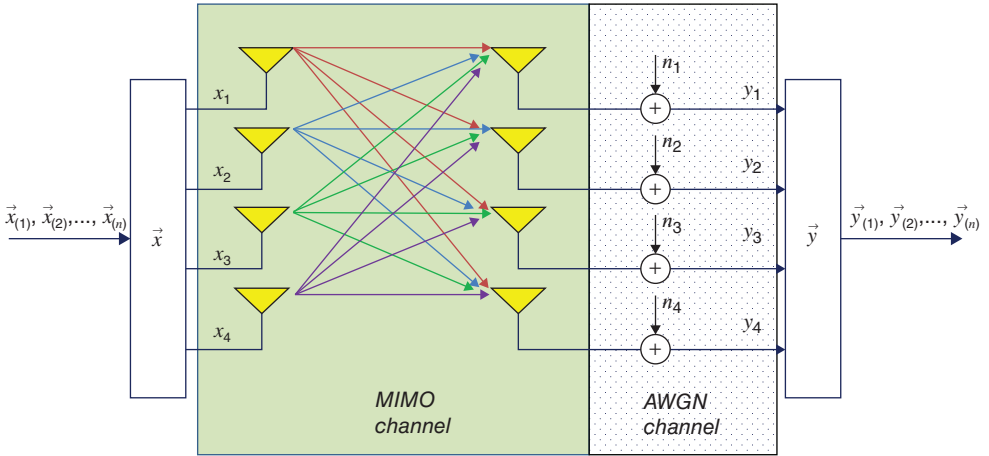 x⃗(1), x⃗(2),..., x⃗(n)
x⃗
x1
x2
x3
x4
MIMO
channel
n1
n2
n3
n4
+
+
+
+
AWGN
channel
y1
y2
y3
y4
y⃗
y⃗(1), y⃗(2),..., y⃗(n)